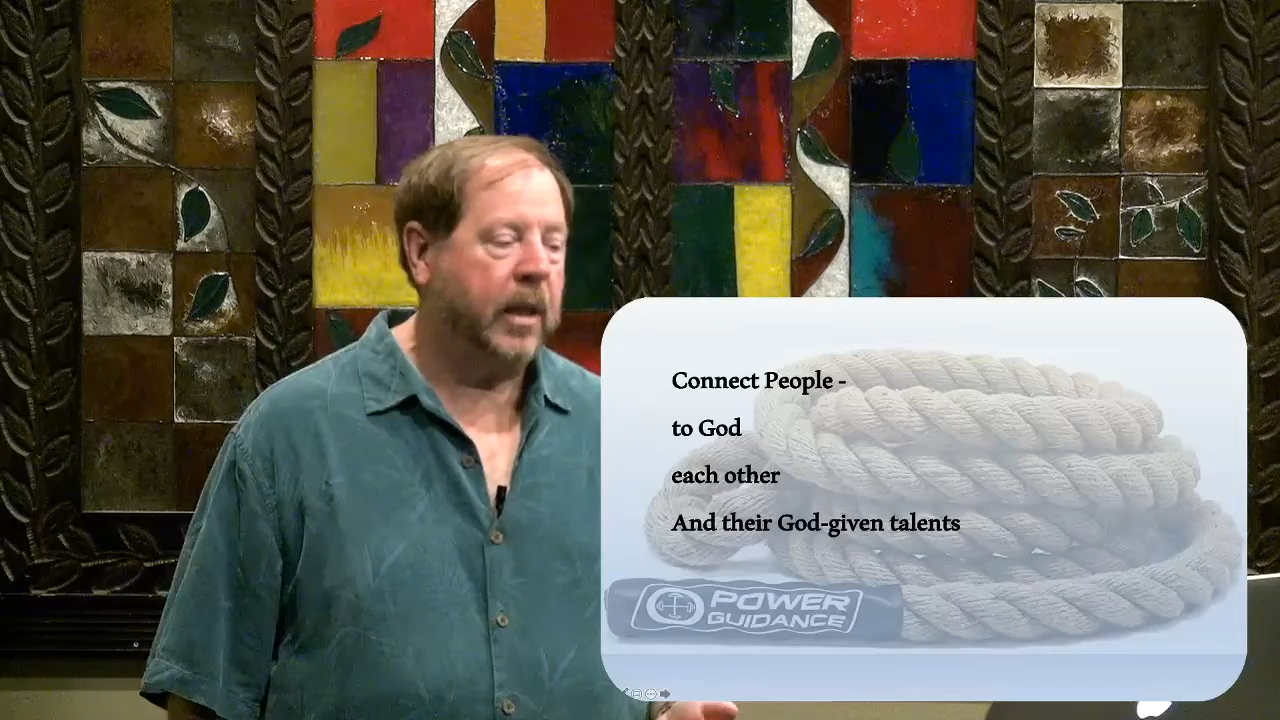 Connect People -
to God
each other
And their God-given talents
POWER
GUIDANCE